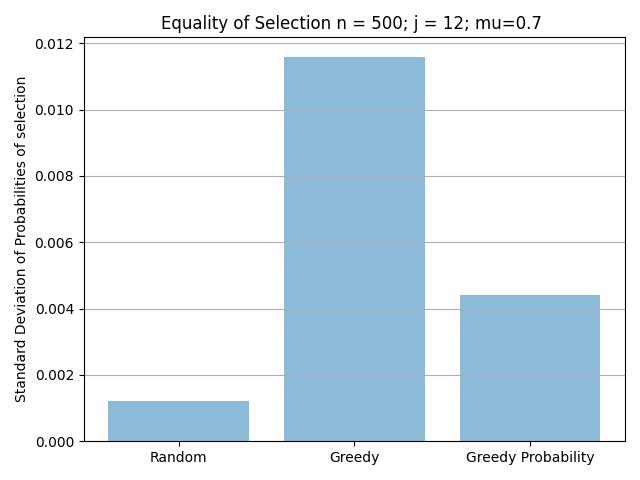 Equality of Selection n = 500; j = 12; mu=0.7
Standard Deviation of Probabilities of selection
0.012
0.010
0.008
0.006
0.004
0.002
0.000
Random Greedy Greedy Probability